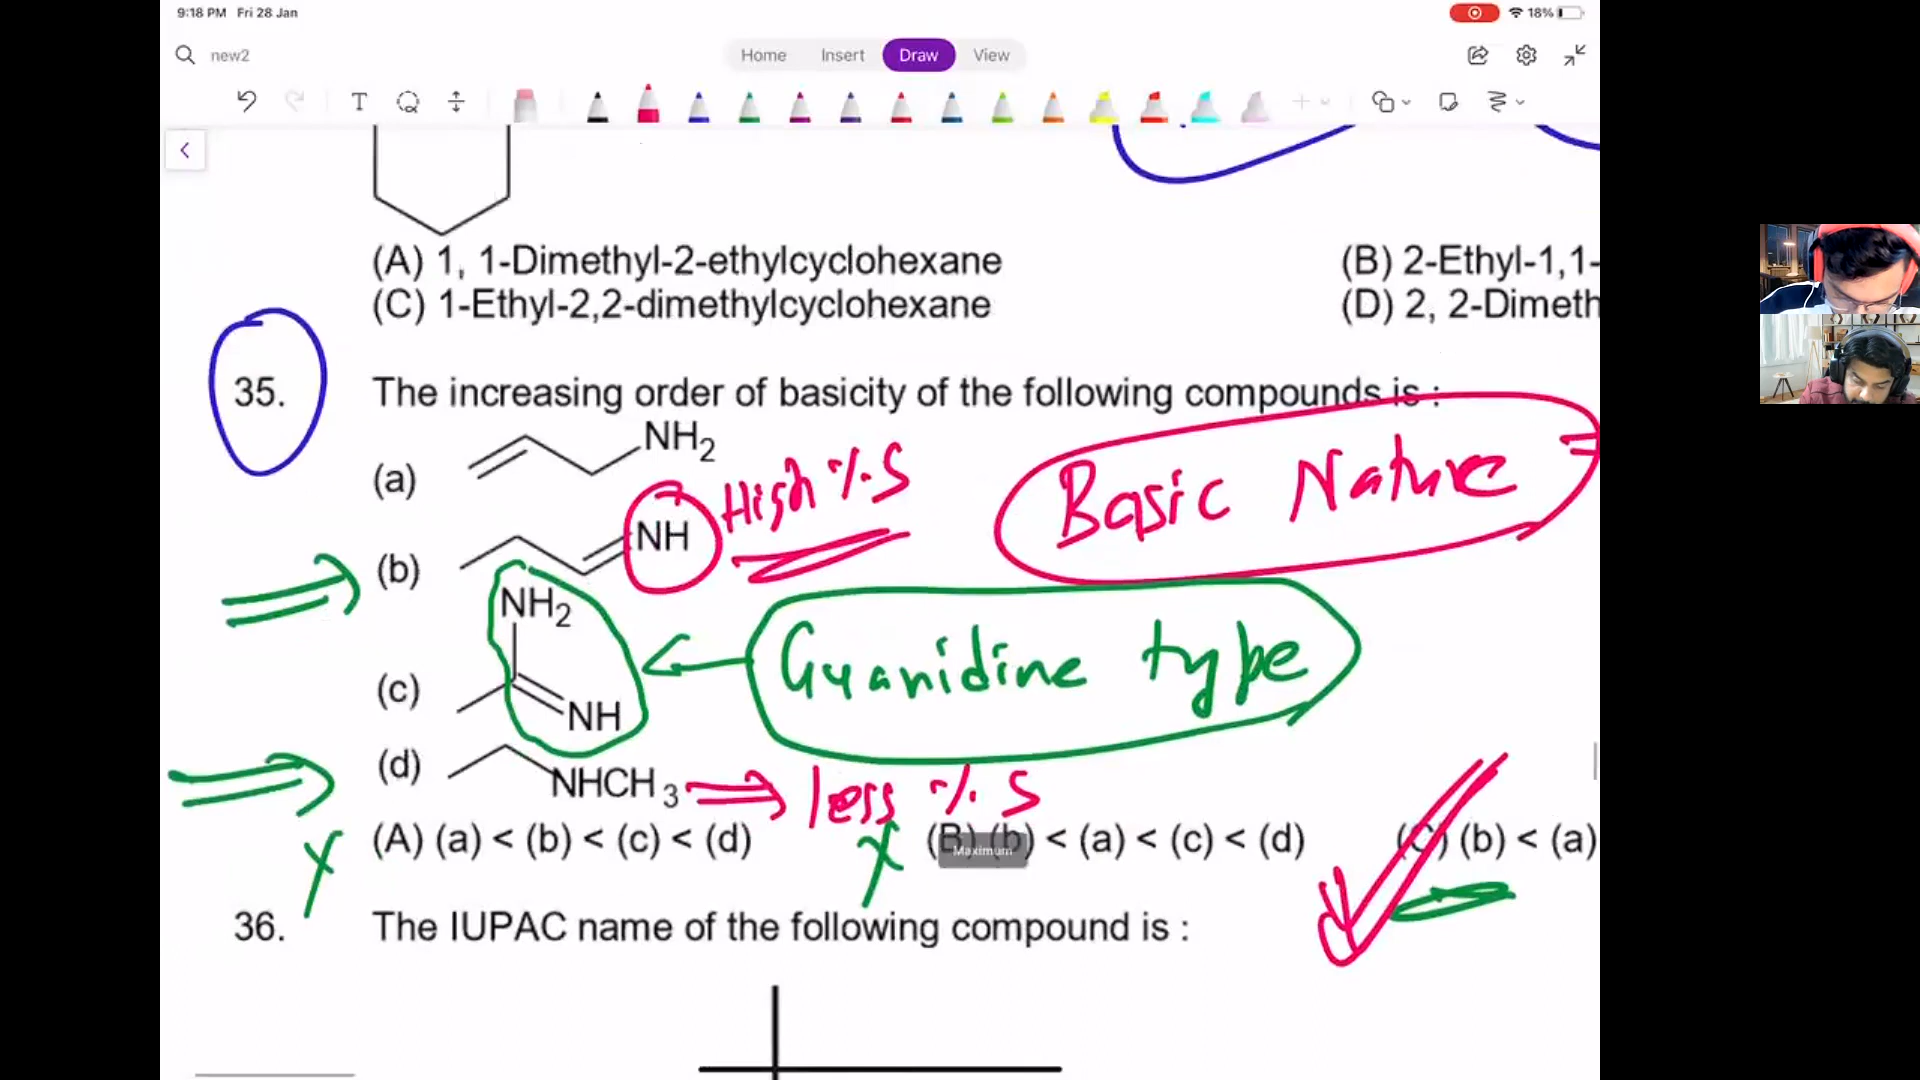 9:18 PM Fri 28 Jan
18%
new2
Home Insert Draw View
T
(A) 1, 1-Dimethyl-2-ethylcyclohexane (B) 2-Ethyl-1,1-
(C) 1-Ethyl-2,2-dimethylcyclohexane (D) 2, 2-Dimeth
35. The increasing order of basicity of the following compounds is :
(a) NH2
High % S
Basic Nature
(b) NH
NH2
Guanidine type
(c) NH
(d) NHCH3
less % S
(A) (a) < (b) < (c) < (d) (B) (b) < (a) < (c) < (d) (C) (b) < (a)
Maximum
36. The IUPAC name of the following compound is :